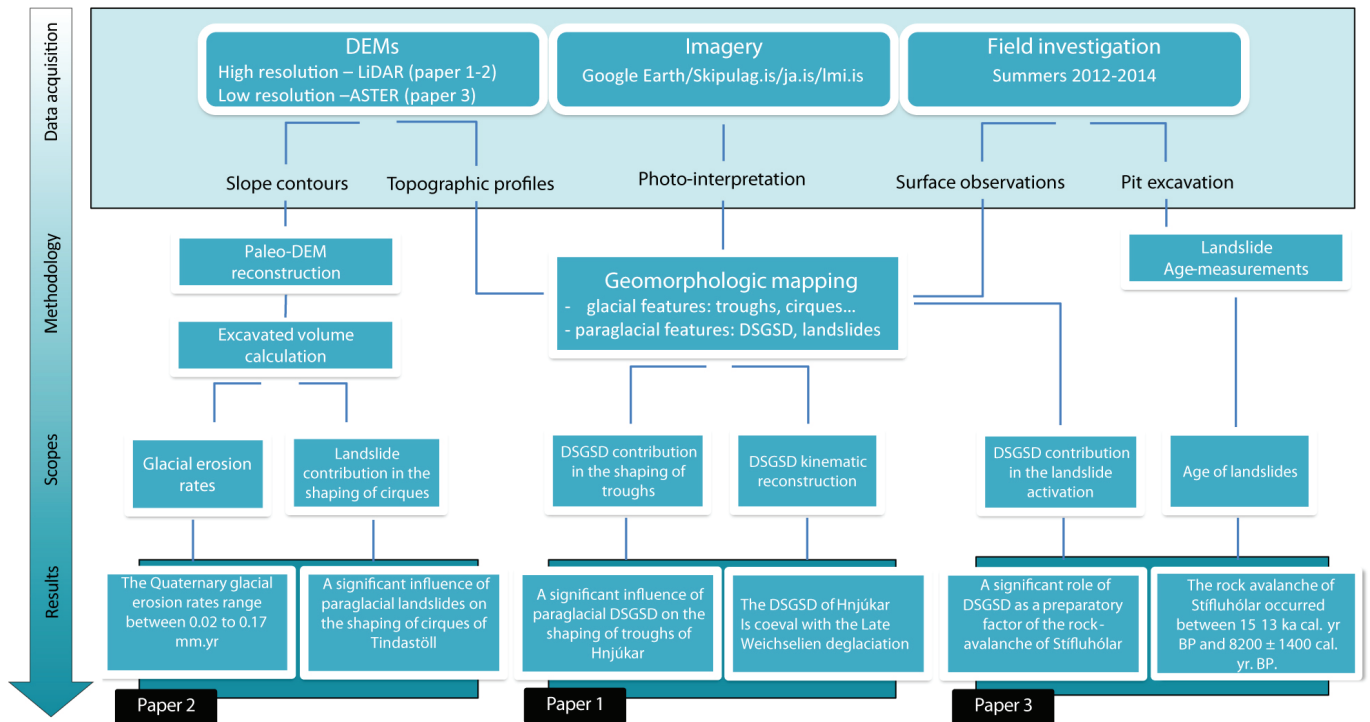 Data acquisition
DEMs
High resolution – LiDAR (paper 1-2)
Low resolution –ASTER (paper 3)
Imagery
Google Earth/Skipulag.is/ja.is/lmi.is
Field investigation
Summers 2012-2014
Slope contours
Topographic profiles
Photo-interpretation
Surface observations
Pit excavation
Methodology
Paleo-DEM
reconstruction
Excavated volume
calculation
Geomorphologic mapping
- glacial features: troughs, cirques...
- paraglacial features: DSGSD, landslides
Landslide
Age-measurements
Scopes
Glacial erosion
rates
Landslide
contribution in the
shaping of cirques
DSGSD contribution
in the shaping of
troughs
DSGSD kinematic
reconstruction
DSGSD contribution
in the landslide
activation
Age of landslides
Results
The Quaternary glacial
erosion rates range
between 0.02 to 0.17
mm.yr
A significant influence of
paraglacial landslides on
the shaping of cirques of
Tindastöll
A significant influence of
paraglacial DSGSD on the
shaping of troughs of
Hnjúkar
The DSGSD of Hnjúkar
Is coeval with the Late
Weichselien deglaciation
A significant role of
DSGSD as a preparatory
factor of the rock-
avalanche of Stífluhólar
The rock avalanche of
Stífluhólar occurred
between 15 13 ka cal. yr
BP and 8200 ± 1400 cal.
yr. BP.
Paper 2
Paper 1
Paper 3